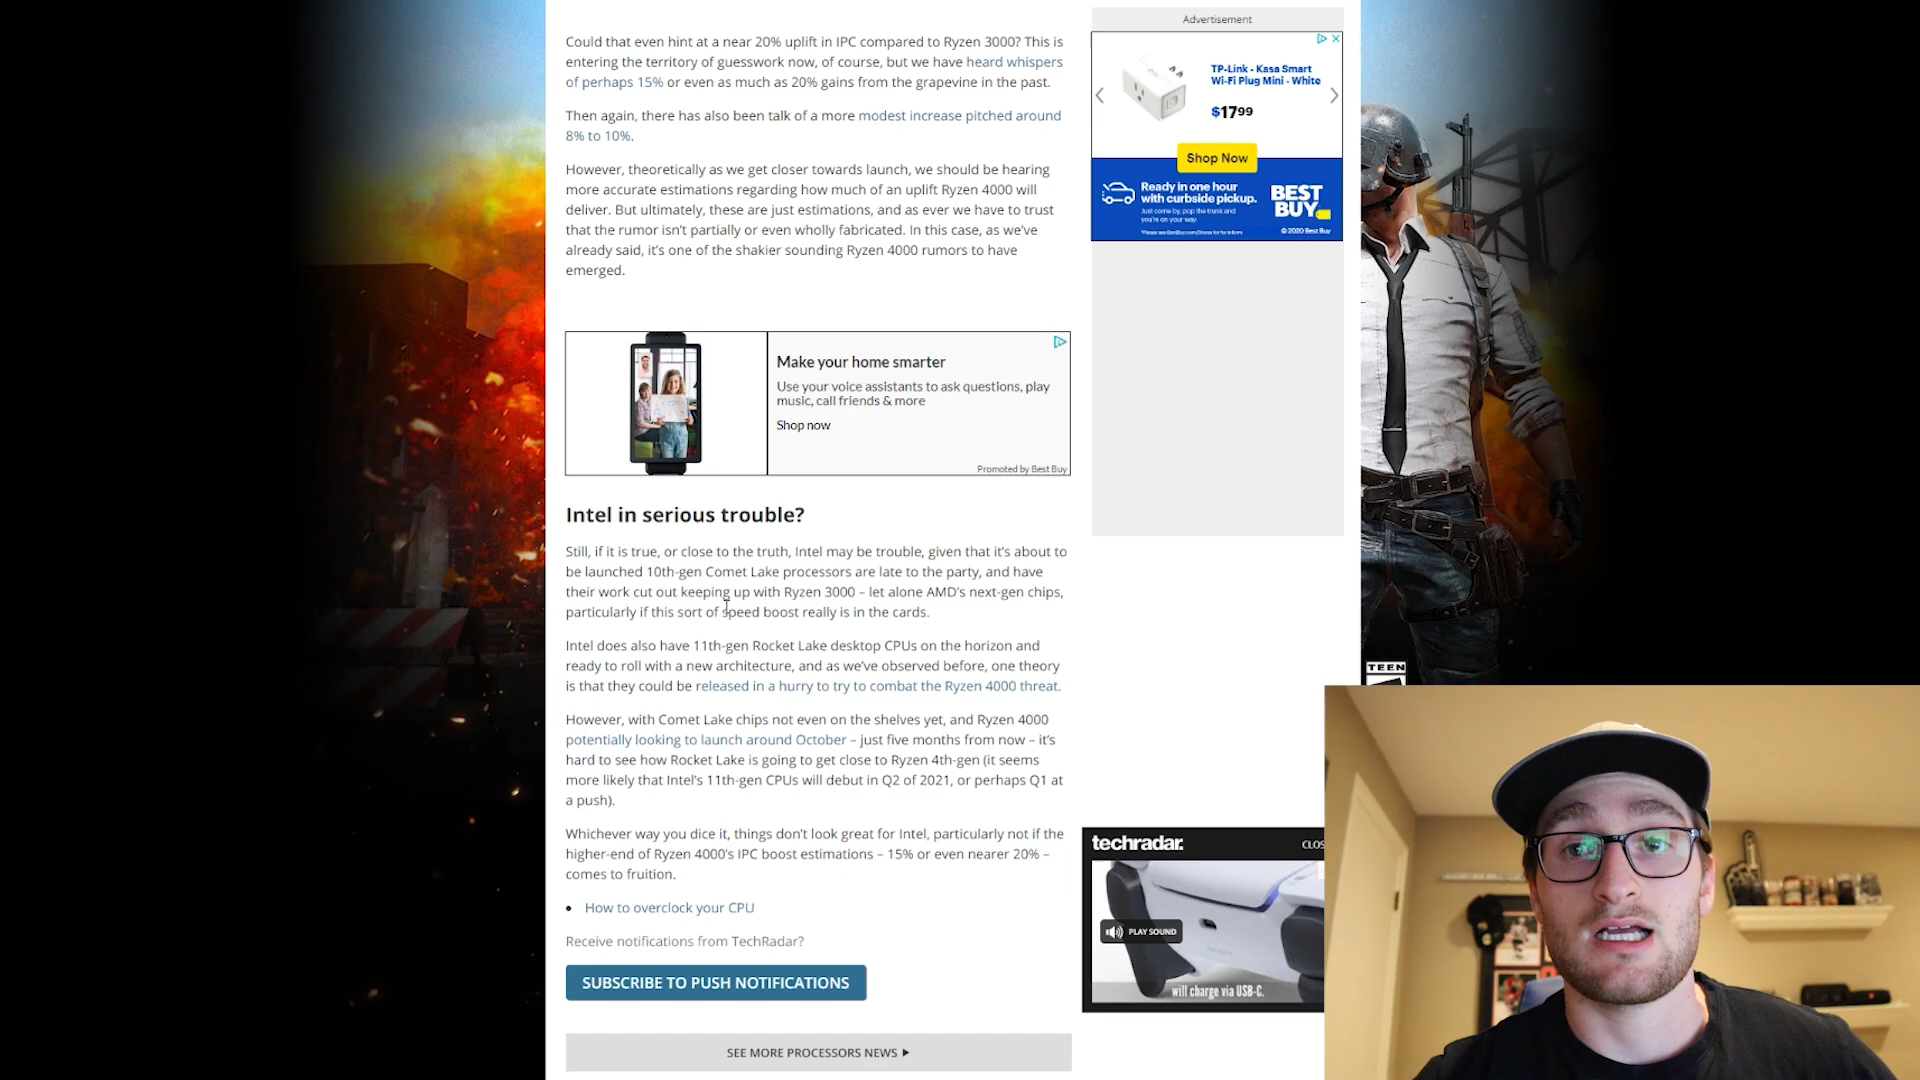 Could that even hint at a near 20% uplift in IPC compared to Ryzen 3000? This is
entering the territory of guesswork now, of course, but we have heard whispers
of perhaps 15% or even as much as 20% gains from the grapevine in the past.
Then again, there has also been talk of a more modest increase pitched around
8% to 10%.
However, theoretically as we get closer towards launch, we should be hearing
more accurate estimations regarding how much of an uplift Ryzen 4000 will
deliver. But ultimately, these are just estimations, and as ever we have to trust
that the rumor isn't partially or even wholly fabricated. In this case, as we've
already said, it's one of the shakier sounding Ryzen 4000 rumors to have
emerged.
Make your home smarter
Use your voice assistants to ask questions, play
music, call friends & more
Shop now
Promoted by Best Buy
Intel in serious trouble?
Still, if it is true, or close to the truth, Intel may be trouble, given that it's about to
be launched 10th-gen Comet Lake processors are late to the party, and have
their work cut out keeping up with Ryzen 3000 – let alone AMD's next-gen chips,
particularly if this sort of speed boost really is in the cards.
Intel does also have 11th-gen Rocket Lake desktop CPUs on the horizon and
ready to roll with a new architecture, and as we've observed before, one theory
is that they could be released in a hurry to try to combat the Ryzen 4000 threat.
However, with Comet Lake chips not even on the shelves yet, and Ryzen 4000
potentially looking to launch around October – just five months from now – it's
hard to see how Rocket Lake is going to get close to Ryzen 4th-gen (it seems
more likely that Intel's 11th-gen CPUs will debut in Q2 of 2021, or perhaps Q1 at
a push).
Whichever way you dice it, things don't look great for Intel, particularly not if the
higher-end of Ryzen 4000's IPC boost estimations – 15% or even nearer 20% –
comes to fruition.
• How to overclock your CPU
Receive notifications from TechRadar?
SUBSCRIBE TO PUSH NOTIFICATIONS
SEE MORE PROCESSORS NEWS ▶
Advertisement
TP-Link - Kasa Smart
Wi-Fi Plug Mini - White
$17.99
Shop Now
Ready in one hour
with curbside pickup.
Just come by, pop the trunk and
you're on your way.
BEST
BUY
© 2020 Best Buy
TEEN
techradar.
CLOS
PLAY SOUND
will charge via USB-C.